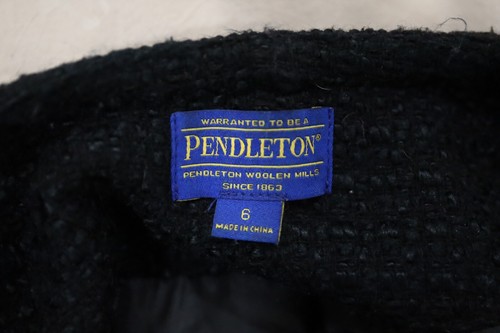 WARRANTED TO BE A
PENDLETON®
PENDLETON WOOLEN MILLS
SINCE 1863
6
MADE IN CHINA